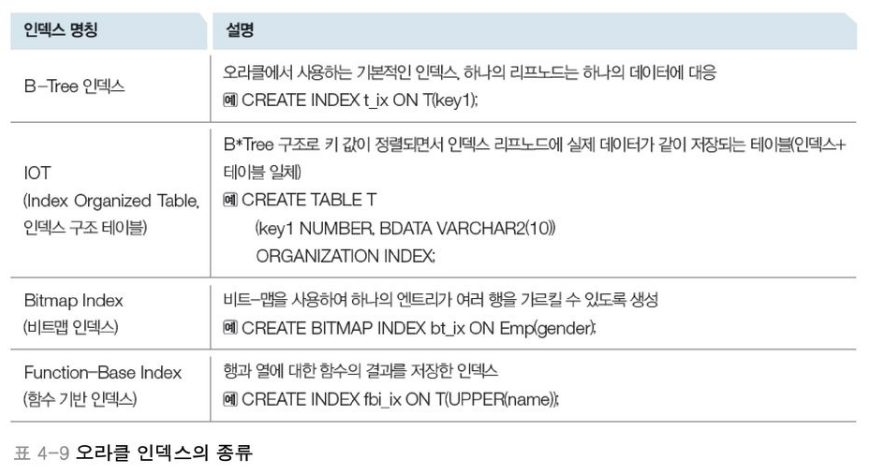 인덱스 명칭
설명
B-Tree 인덱스
오라클에서 사용하는 기본적인 인덱스, 하나의 리프노드는 하나의 데이터에 대응
예 CREATE INDEX t_ix ON T(key1);
IOT
(Index Organized Table,
인덱스 구조 테이블)
B*Tree 구조로 키 값이 정렬되면서 인덱스 리프노드에 실제 데이터가 같이 저장되는 테이블(인덱스+
테이블 일체)
예 CREATE TABLE T
(key1 NUMBER, BDATA VARCHAR2(10))
ORGANIZATION INDEX;
Bitmap Index
(비트맵 인덱스)
비트-맵을 사용하여 하나의 엔트리가 여러 행을 가르킬 수 있도록 생성
예 CREATE BITMAP INDEX bt_ix ON Emp(gender);
Function-Base Index
(함수 기반 인덱스)
행과 열에 대한 함수의 결과를 저장한 인덱스
예 CREATE INDEX fbi_ix ON T(UPPER(name));
표 4-9 오라클 인덱스의 종류